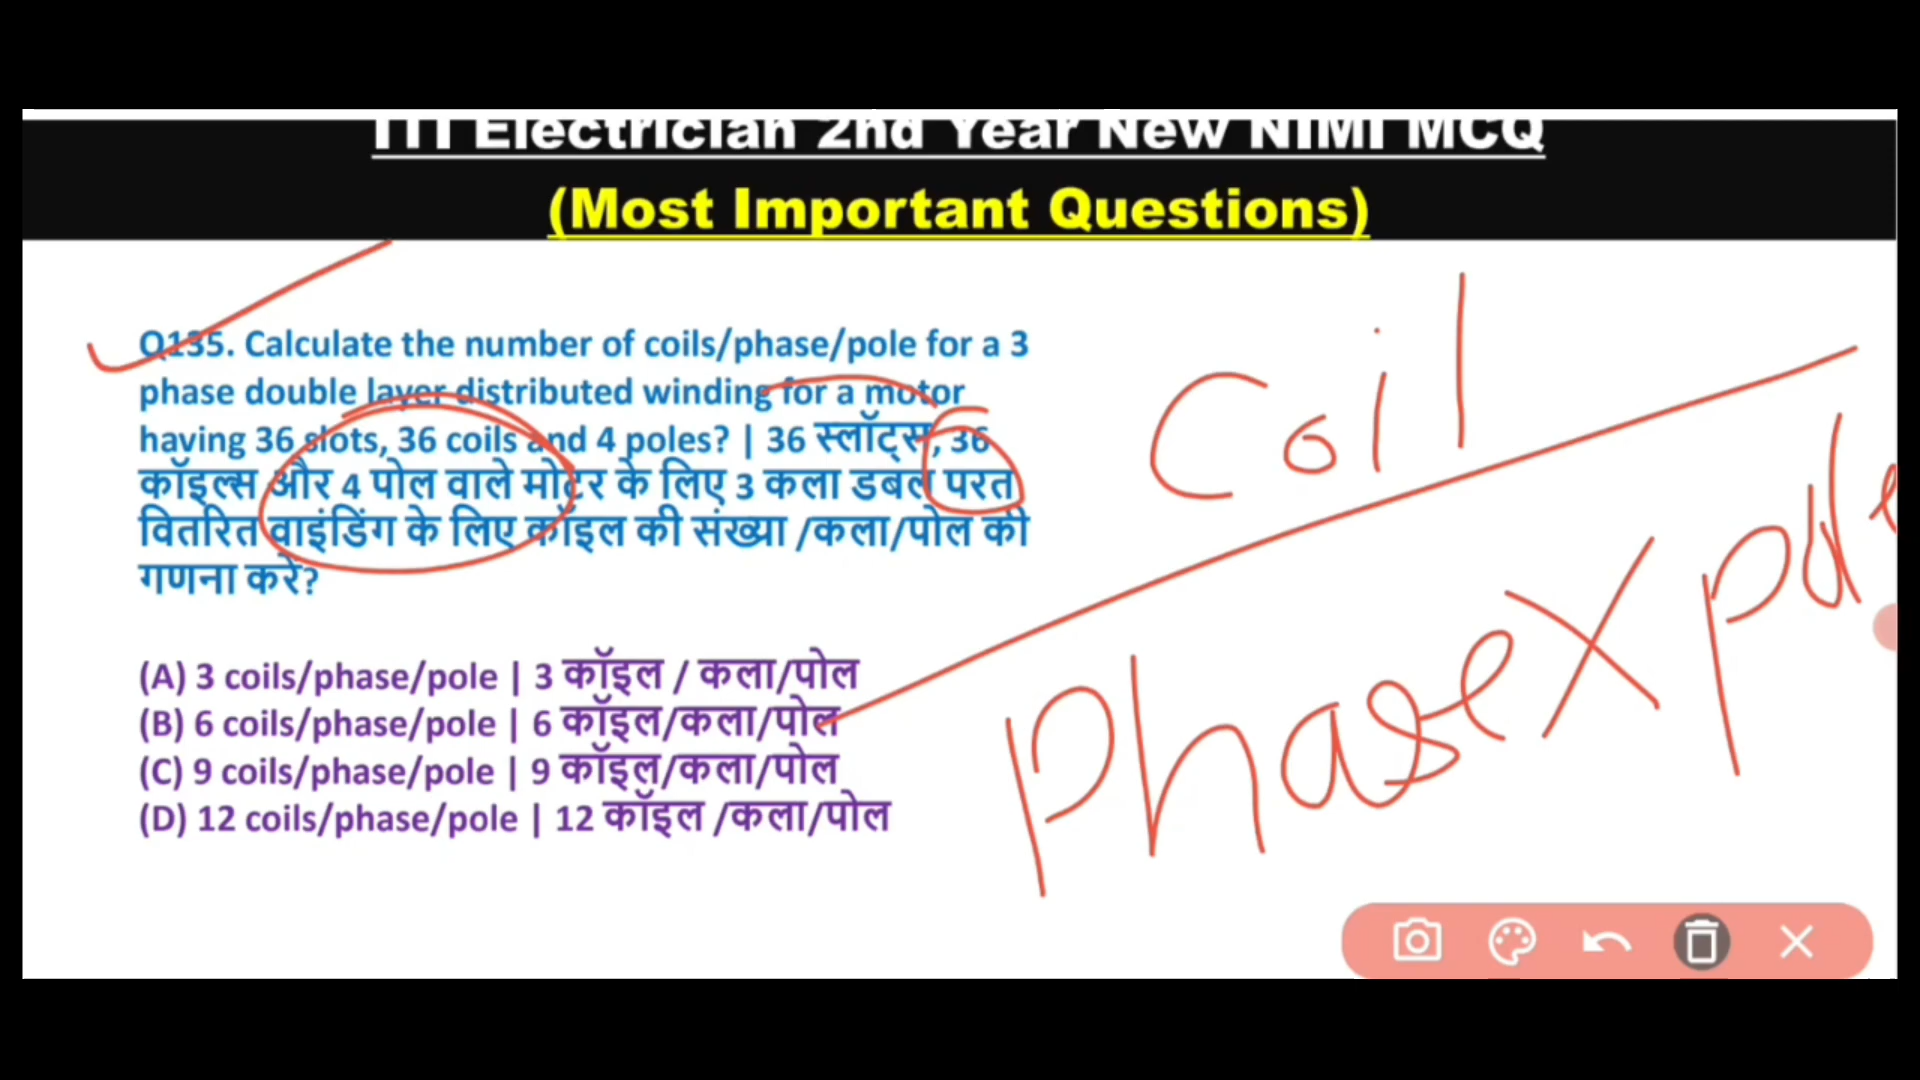 ITI Electrician 2nd Year New NIMI MCQ
(Most Important Questions)
Q135. Calculate the number of coils/phase/pole for a 3
phase double layer distributed winding for a motor
having 36 slots, 36 coils and 4 poles? | 36 स्लॉट्स, 36
कॉइल्स और 4 पोल वाले मोटर के लिए 3 कला डबल परत
वितरित वाइंडिंग के लिए कॉइल की संख्या /कला/पोल की
गणना करें?
(A) 3 coils/phase/pole | 3 कॉइल / कला/पोल
(B) 6 coils/phase/pole | 6 कॉइल/कला/पोल
(C) 9 coils/phase/pole | 9 कॉइल/कला/पोल
(D) 12 coils/phase/pole | 12 कॉइल /कला/पोल
Coil
Phase X pole